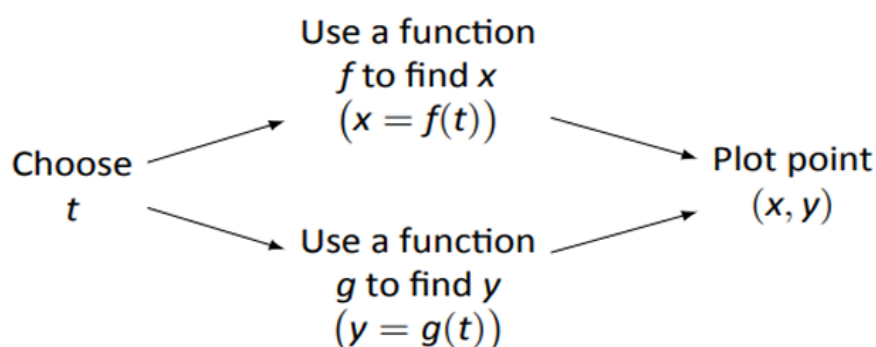 Choose
t
Use a function
f to find x
(x = f(t))
Use a function
g to find y
(y = g(t))
Plot point
(x, y)